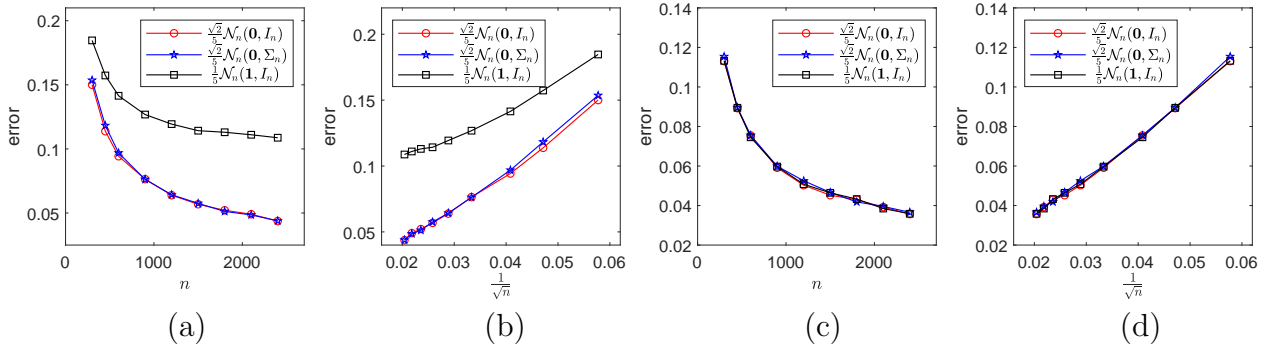 0.2
0.15
0.1
0.05
error
√2/5 𝒩ₙ(𝟎, Iₙ)
√2/5 𝒩ₙ(𝟎, Σₙ)
1/5 𝒩ₙ(𝟏, Iₙ)
0 1000 2000
n
(a)
0.2
0.15
0.1
0.05
error
√2/5 𝒩ₙ(𝟎, Iₙ)
√2/5 𝒩ₙ(𝟎, Σₙ)
1/5 𝒩ₙ(𝟏, Iₙ)
0.02 0.03 0.04 0.05 0.06
1/√n
(b)
0.14
0.12
0.1
0.08
0.06
0.04
0.02
error
√2/5 𝒩ₙ(𝟎, Iₙ)
√2/5 𝒩ₙ(𝟎, Σₙ)
1/5 𝒩ₙ(𝟏, Iₙ)
0 1000 2000
n
(c)
0.14
0.12
0.1
0.08
0.06
0.04
0.02
error
√2/5 𝒩ₙ(𝟎, Iₙ)
√2/5 𝒩ₙ(𝟎, Σₙ)
1/5 𝒩ₙ(𝟏, Iₙ)
0.02 0.03 0.04 0.05 0.06
1/√n
(d)